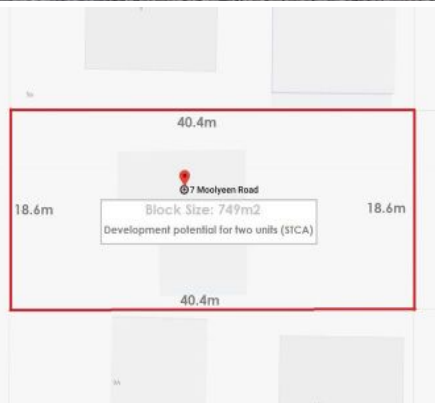 40.4m
7 Moolyeen Road
18.6m
Block Size: 749m2
18.6m
Development potential for two units (STCA)
40.4m